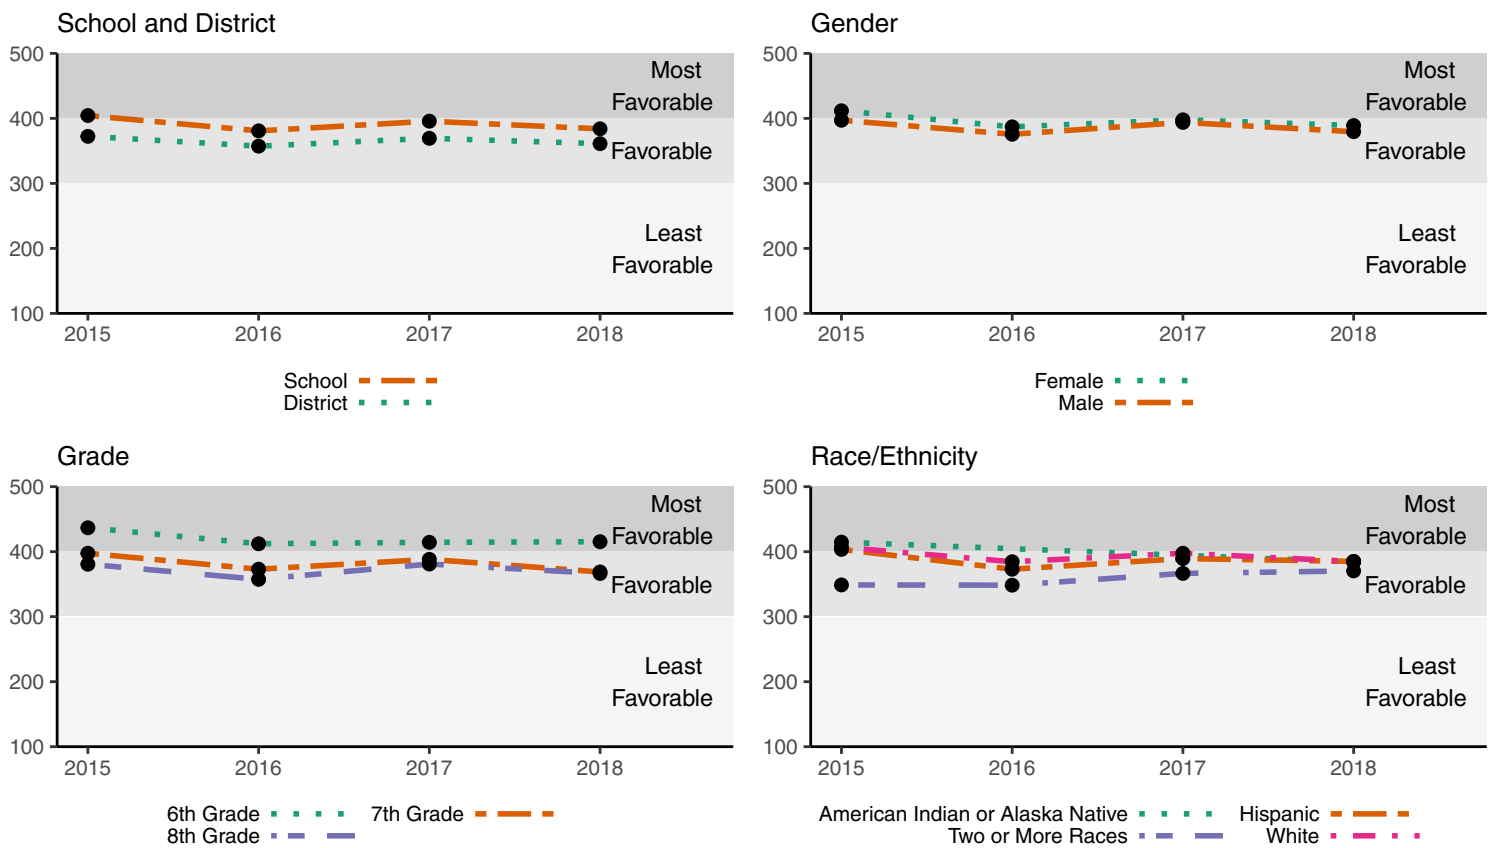 School and District
500
400
300
200
100
Most
Favorable
Favorable
Least
Favorable
2015 2016 2017 2018
School
District
Gender
500
400
300
200
100
Most
Favorable
Favorable
Least
Favorable
2015 2016 2017 2018
Female
Male
Grade
500
400
300
200
100
Most
Favorable
Favorable
Least
Favorable
2015 2016 2017 2018
6th Grade 7th Grade
8th Grade
Race/Ethnicity
500
400
300
200
100
Most
Favorable
Favorable
Least
Favorable
2015 2016 2017 2018
American Indian or Alaska Native Hispanic
Two or More Races White